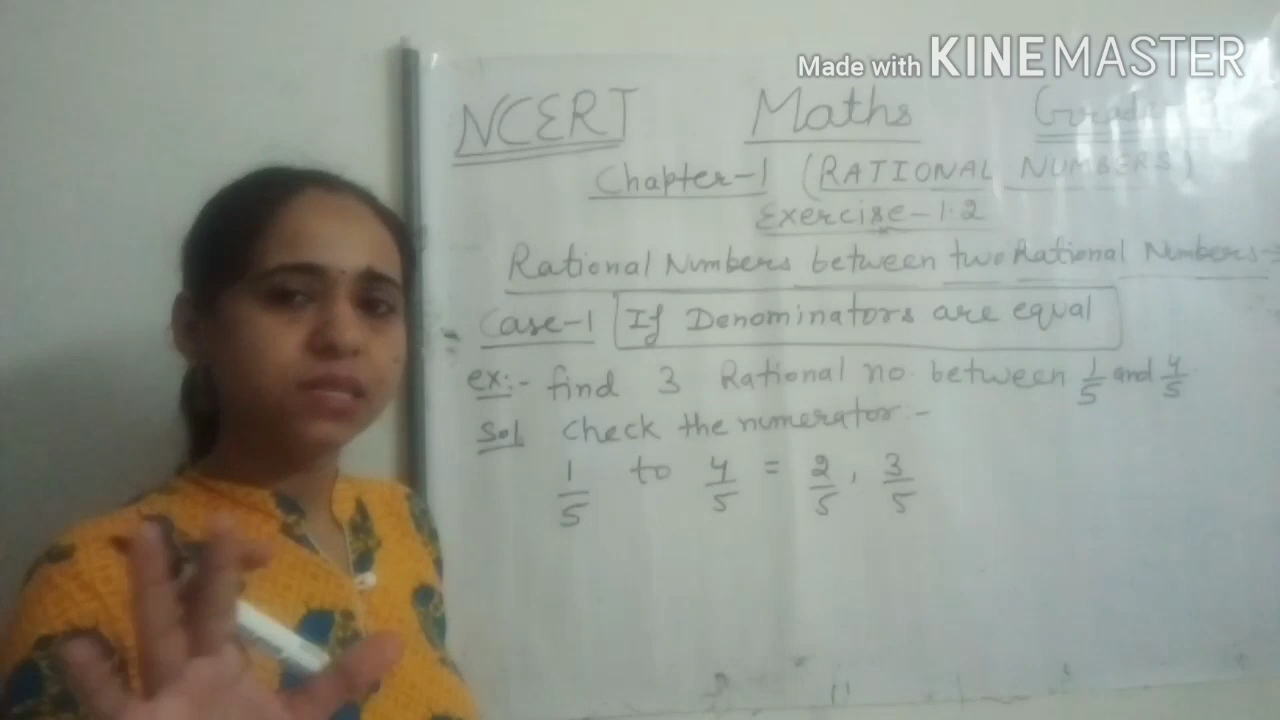 Made with KINEMASTER
NCERT Maths Grade
Chapter-1 (RATIONAL NUMBERS)
Exercise-1.2
Rational Numbers between two Rational Numbers-
Case-1 If Denominators are equal
ex:- find 3 Rational no. between 1/5 and 4/5
Sol Check the numerator:-
1/5 to 4/5 = 2/5, 3/5